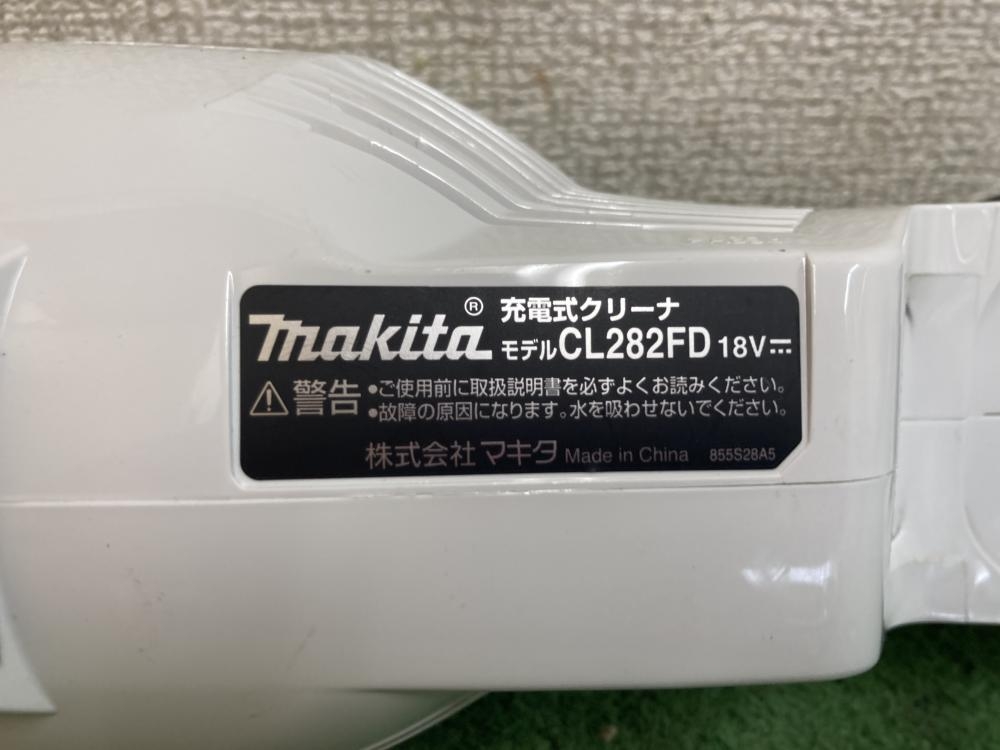 makita®
充電式クリーナ
モデルCL282FD 18V⎓
警告
•ご使用前に取扱説明書を必ずよくお読みください。
•故障の原因になります。水を吸わせないでください。
株式会社マキタ Made in China 855S28A5